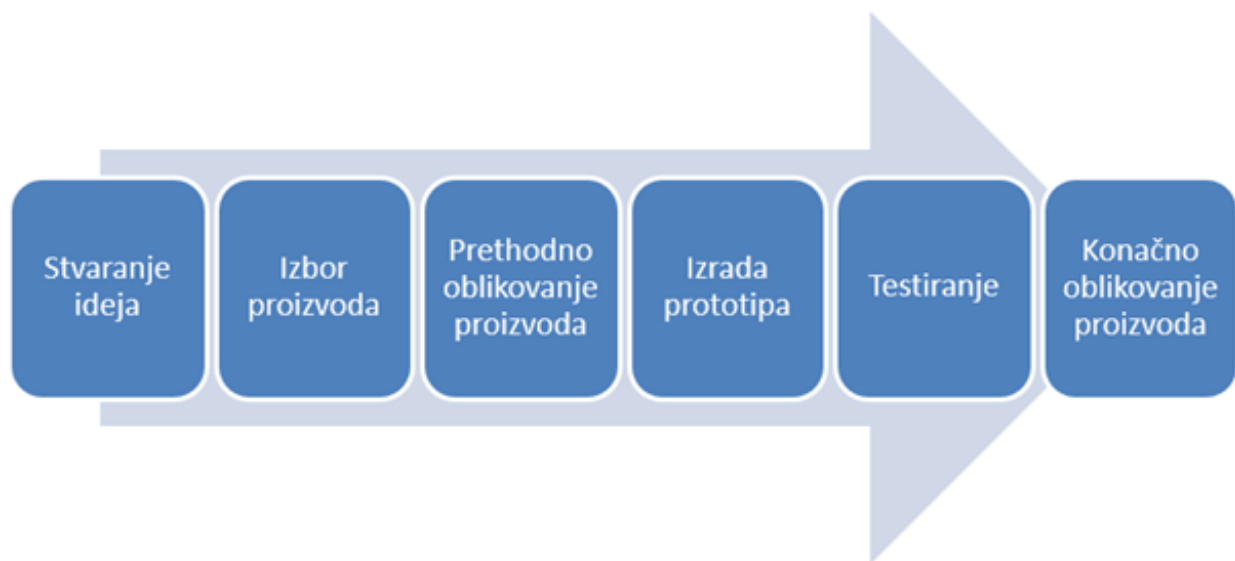 Stvaranje
ideja
Izbor
proizvoda
Prethodno
oblikovanje
proizvoda
Izrada
prototipa
Testiranje
Konačno
oblikovanje
proizvoda